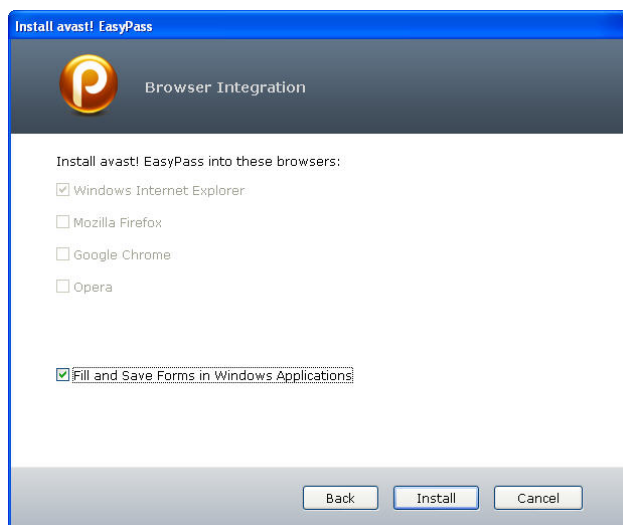 Install avast! EasyPass
Browser Integration
Install avast! EasyPass into these browsers:
Windows Internet Explorer
Mozilla Firefox
Google Chrome
Opera
Fill and Save Forms in Windows Applications
Back Install Cancel